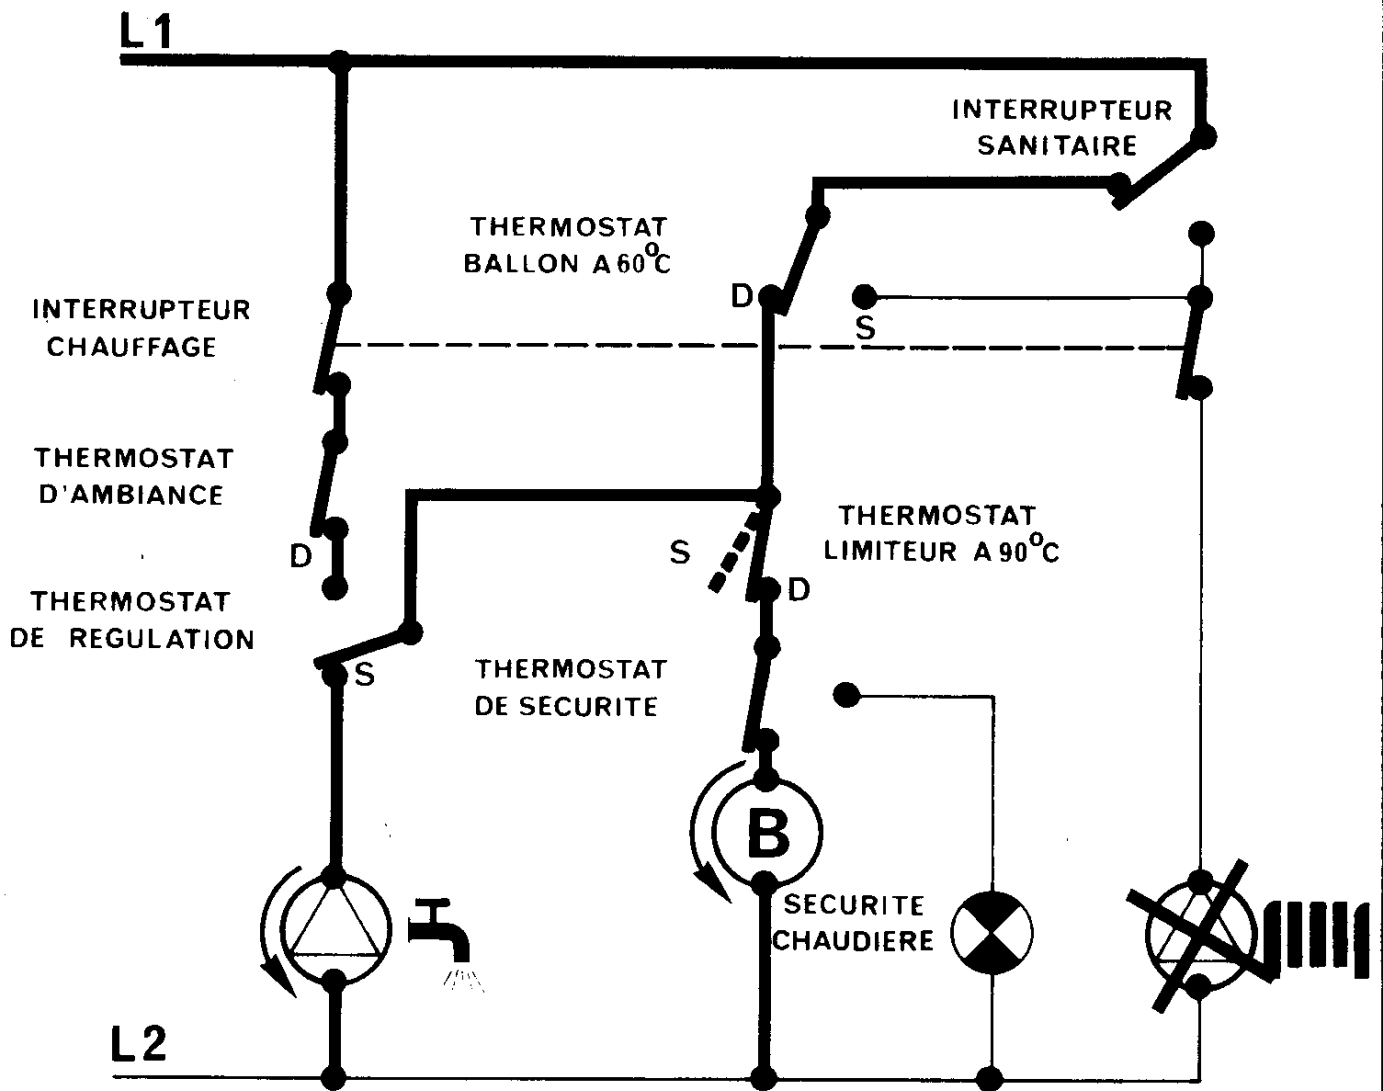 L1
INTERRUPTEUR
SANITAIRE
THERMOSTAT
BALLON A 60°C
D
S
INTERRUPTEUR
CHAUFFAGE
THERMOSTAT
D'AMBIANCE
D
THERMOSTAT
DE REGULATION
S
THERMOSTAT
LIMITEUR A 90°C
S
D
THERMOSTAT
DE SECURITE
B
SECURITE
CHAUDIERE
L2